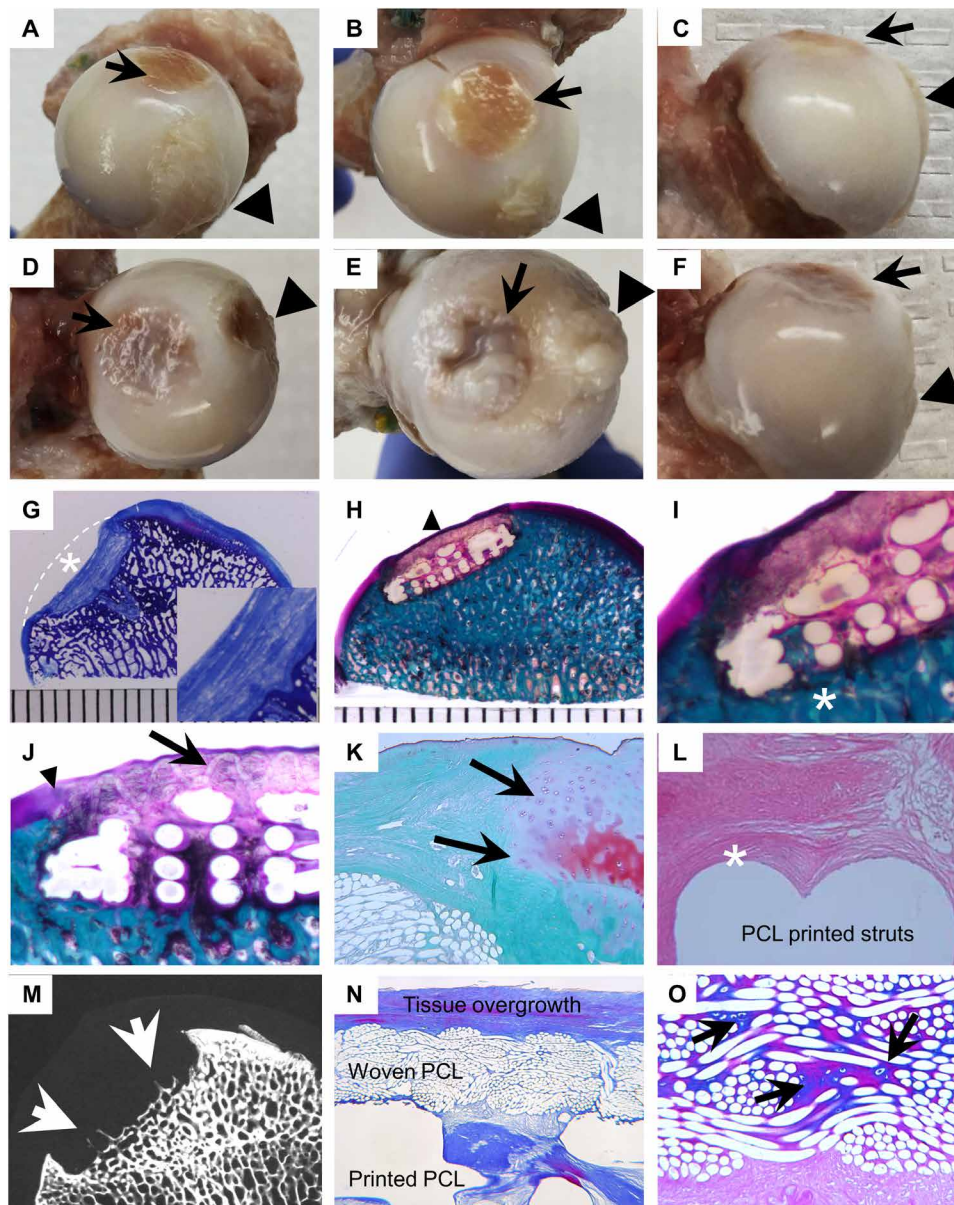 A
B
C
D
E
F
G
H
I
J
K
L
PCL printed struts
M
N
Tissue overgrowth
Woven PCL
Printed PCL
O